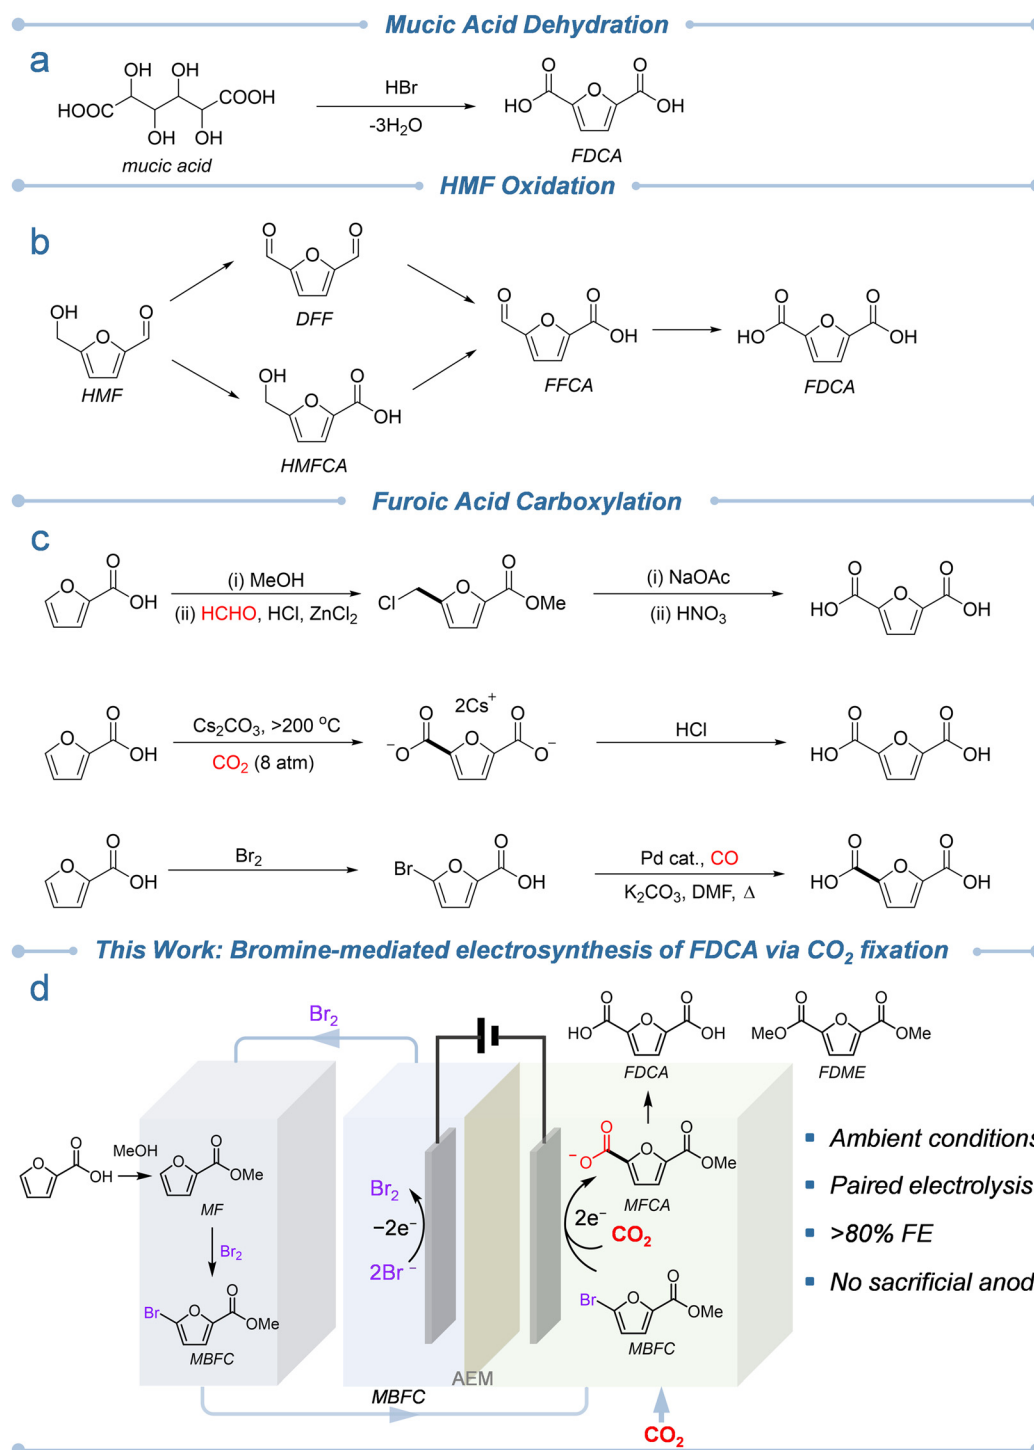 Mucic Acid Dehydration
a
OH OH
HOOC COOH
OH OH
mucic acid
HBr
-3H₂O
O O
HO O OH
FDCA
HMF Oxidation
b
OH O
O
HMF
O O
O
DFF
OH O
O OH
HMFCA
O O
O OH
FFCA
O O
HO O OH
FDCA
Furoic Acid Carboxylation
c
O
O OH
(i) MeOH
(ii) HCHO, HCl, ZnCl₂
O
Cl O OMe
(i) NaOAc
(ii) HNO₃
O O
HO O OH
O
O OH
Cs₂CO₃, >200 °C
CO₂ (8 atm)
2Cs⁺
O O
⁻O O O⁻
HCl
O O
HO O OH
O
O OH
Br₂
O
Br O OH
Pd cat., CO
K₂CO₃, DMF, Δ
O O
HO O OH
This Work: Bromine-mediated electrosynthesis of FDCA via CO₂ fixation
d
Br₂
O O
HO O OH
FDCA
O O
MeO O OMe
FDME
O
O OH
MeOH
O
O OMe
MF
Br₂
O
Br O OMe
MBFC
Br₂
−2e⁻
2Br⁻
O O
⁻O O OMe
MFCA
2e⁻
CO₂
O
Br O OMe
MBFC
AEM
MBFC
CO₂
▪ Ambient conditions
▪ Paired electrolysis
▪ >80% FE
▪ No sacrificial anod